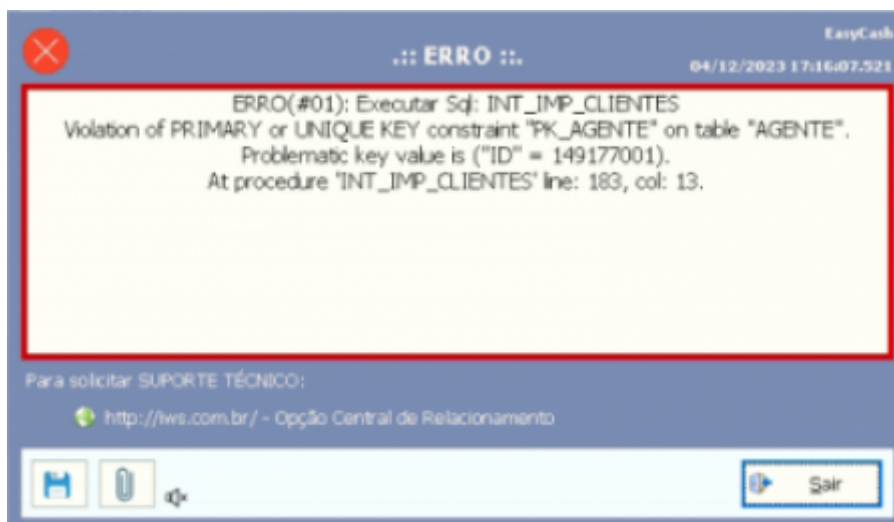 EasyCash
.:: ERRO ::.
04/12/2023 17:16:07.521
ERRO(#01): Executar Sql: INT_IMP_CLIENTES
Violation of PRIMARY or UNIQUE KEY constraint "PK_AGENTE" on table "AGENTE".
Problematic key value is ("ID" = 149177001).
At procedure 'INT_IMP_CLIENTES' line: 183, col: 13.
Para solicitar SUPORTE TÉCNICO:
http://iws.com.br/ - Opção Central de Relacionamento
Sair